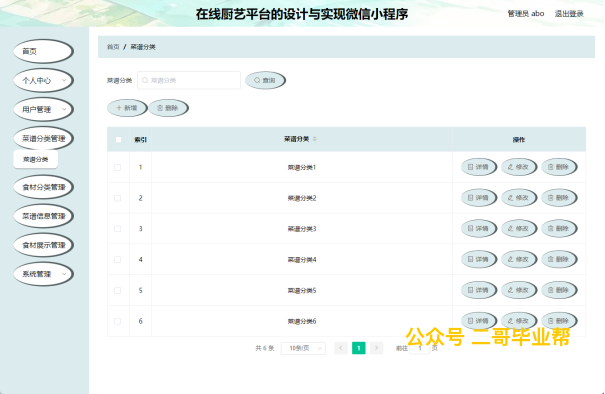 在线厨艺平台的设计与实现微信小程序
管理员 abo 退出登录
首页
个人中心
用户管理
菜谱分类管理
菜谱分类
食材分类管理
菜谱信息管理
食材展示管理
系统管理
首页 / 菜谱分类
菜谱分类 菜谱分类 查询
新增 删除
索引 菜谱分类 操作
1 菜谱分类1 详情 修改 删除
2 菜谱分类2 详情 修改 删除
3 菜谱分类3 详情 修改 删除
4 菜谱分类4 详情 修改 删除
5 菜谱分类5 详情 修改 删除
6 菜谱分类6 详情 修改 删除
公众号 二哥毕业帮
共 6 条 10条/页 1 前往 1 页